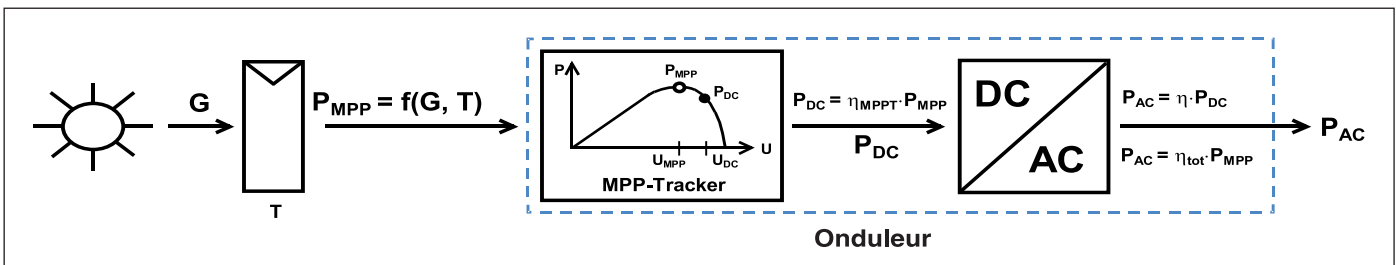 G
T
P_MPP = f(G, T)
P
P_MPP
P_DC
U_MPP
U_DC
U
MPP-Tracker
P_DC = η_MPPT·P_MPP
P_DC
DC
AC
P_AC = η·P_DC
P_AC = η_tot·P_MPP
P_AC
Onduleur